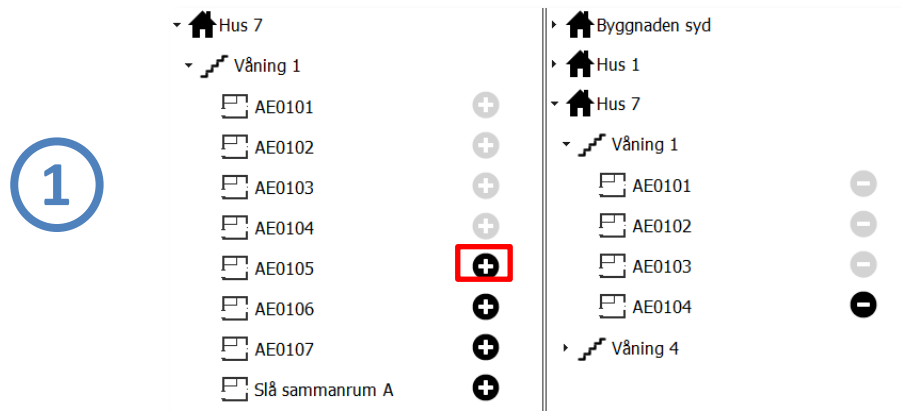 1
Hus 7
Våning 1
AE0101
AE0102
AE0103
AE0104
AE0105
AE0106
AE0107
Slå sammanrum A
Byggnaden syd
Hus 1
Hus 7
Våning 1
AE0101
AE0102
AE0103
AE0104
Våning 4